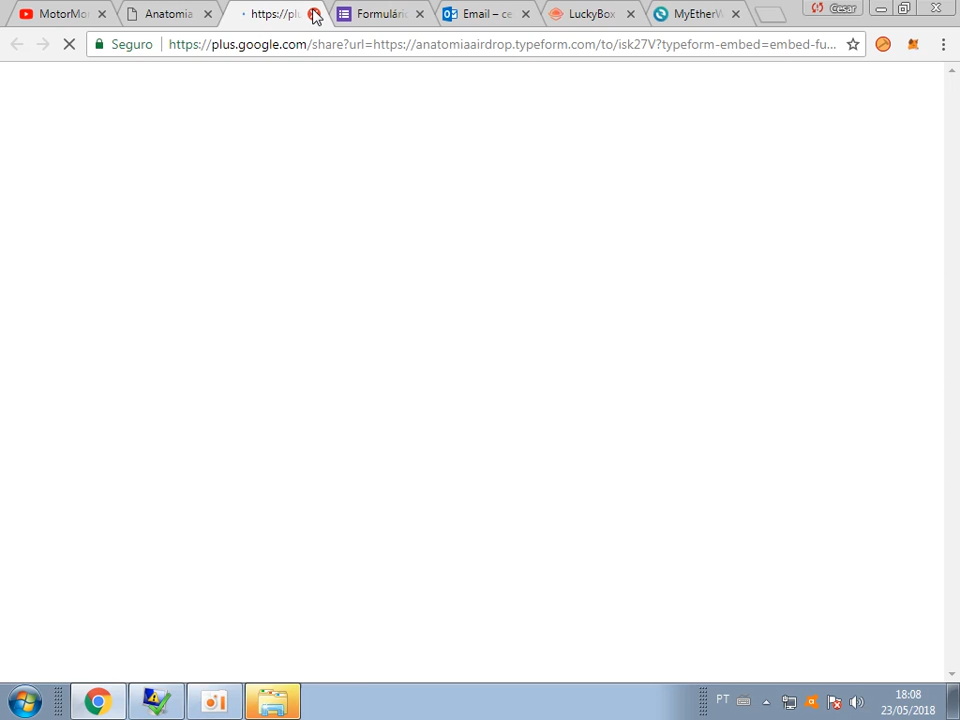 MotorMo
Anatomia
https://plu
Formulári
Email – ce
LuckyBox
MyEtherW
Cesar
Seguro
https://plus.google.com/share?url=https://anatomiaairdrop.typeform.com/to/isk27V?typeform-embed=embed-fu...
PT
18:08
23/05/2018